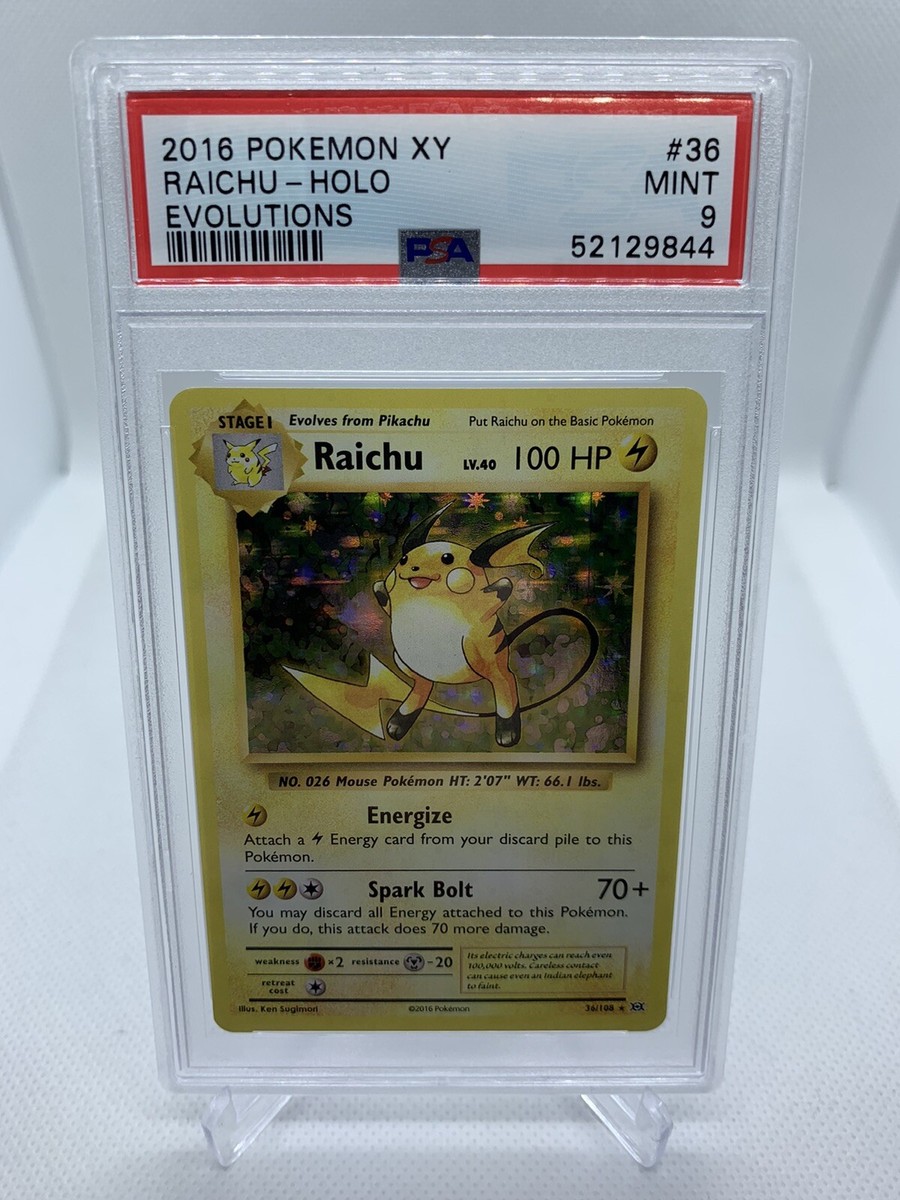 2016 POKEMON XY #36
RAICHU - HOLO MINT
EVOLUTIONS 9
PSA 52129844
STAGE 1 Evolves from Pikachu Put Raichu on the Basic Pokémon
Raichu LV.40 100 HP
NO. 026 Mouse Pokémon HT: 2'07" WT: 66.1 lbs.
Energize
Attach a Energy card from your discard pile to this
Pokémon.
Spark Bolt 70+
You may discard all Energy attached to this Pokémon.
If you do, this attack does 70 more damage.
weakness ×2 resistance -20
retreat
cost
Its electric charges can reach even
100,000 volts. Careless contact
can cause even an Indian elephant
to faint.
Illus. Ken Sugimori ©2016 Pokémon 36/108 ★ XY